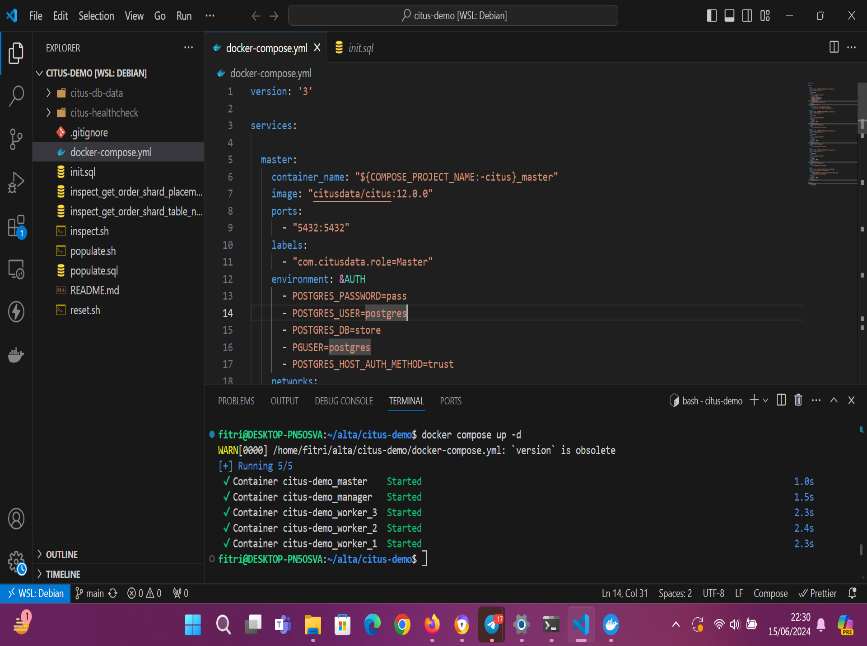 File Edit Selection View Go Run ··· citus-demo [WSL: Debian]
EXPLORER ···
CITUS-DEMO [WSL: DEBIAN]
citus-db-data
citus-healthcheck
.gitignore
docker-compose.yml
init.sql
inspect_get_order_shard_placem...
inspect_get_order_shard_table_n...
inspect.sh
populate.sh
populate.sql
README.md
reset.sh
OUTLINE
TIMELINE
1
docker-compose.yml init.sql ···
docker-compose.yml
1 version: '3'
2
3 services:
4
5 master:
6 container_name: "${COMPOSE_PROJECT_NAME:-citus}_master"
7 image: "citusdata/citus:12.0.0"
8 ports:
9 - "5432:5432"
10 labels:
11 - "com.citusdata.role=Master"
12 environment: &AUTH
13 - POSTGRES_PASSWORD=pass
14 - POSTGRES_USER=postgres
15 - POSTGRES_DB=store
16 - PGUSER=postgres
17 - POSTGRES_HOST_AUTH_METHOD=trust
18 networks:
PROBLEMS OUTPUT DEBUG CONSOLE TERMINAL PORTS bash - citus-demo ···
fitri@DESKTOP-PN5OSVA:~/alta/citus-demo$ docker compose up -d
WARN[0000] /home/fitri/alta/citus-demo/docker-compose.yml: `version` is obsolete
[+] Running 5/5
✓ Container citus-demo_master Started 1.0s
✓ Container citus-demo_manager Started 1.5s
✓ Container citus-demo_worker_3 Started 2.3s
✓ Container citus-demo_worker_2 Started 2.4s
✓ Container citus-demo_worker_1 Started 2.3s
fitri@DESKTOP-PN5OSVA:~/alta/citus-demo$
WSL: Debian main 0 0 0 Ln 14, Col 31 Spaces: 2 UTF-8 LF Compose Prettier
1 17 22:30
15/06/2024 PRE